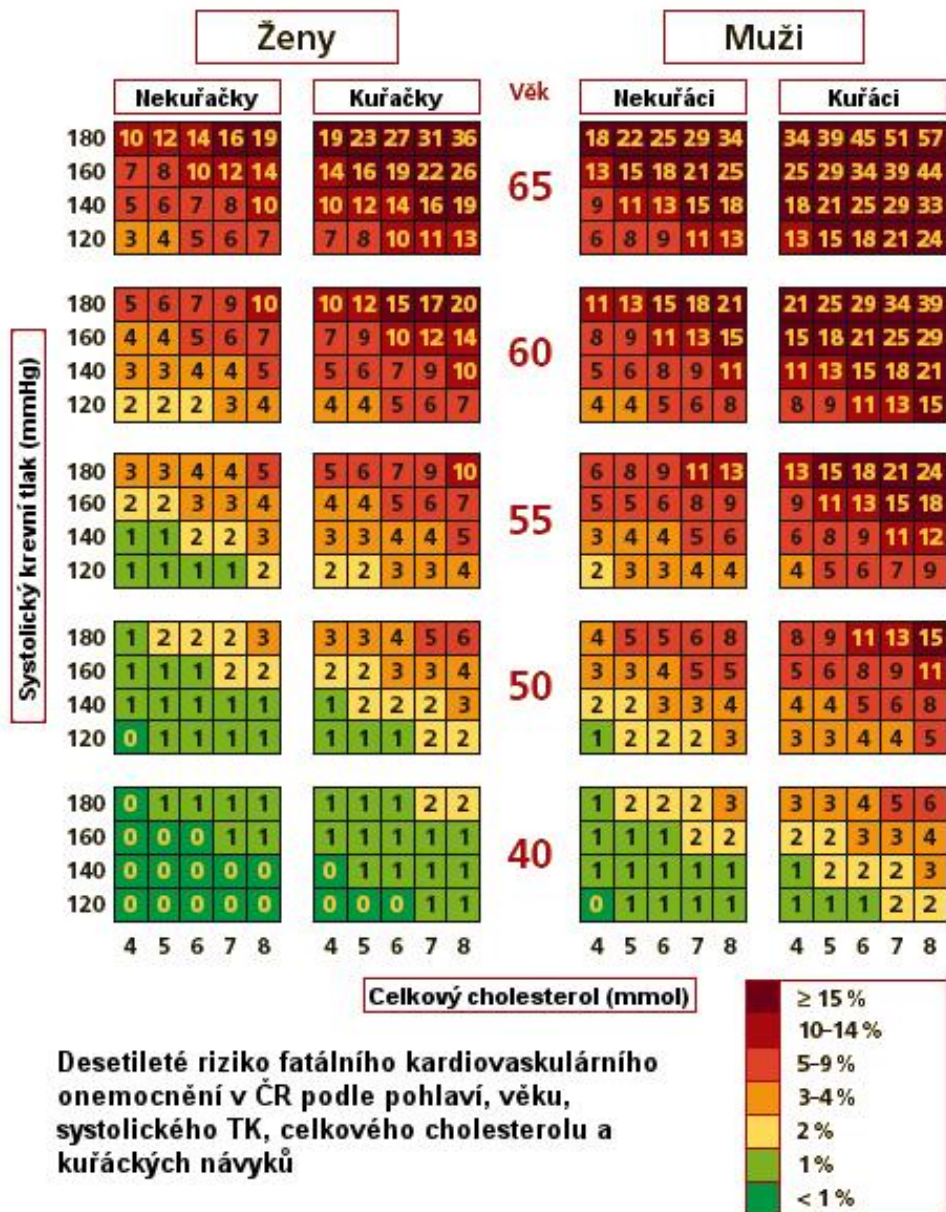 Ženy Muži
Nekuřačky Kuřačky Věk Nekuřáci Kuřáci
180 10 12 14 16 19 19 23 27 31 36 18 22 25 29 34 34 39 45 51 57
160 7 8 10 12 14 14 16 19 22 26 13 15 18 21 25 25 29 34 39 44
65
140 5 6 7 8 10 10 12 14 16 19 9 11 13 15 18 18 21 25 29 33
120 3 4 5 6 7 7 8 10 11 13 6 8 9 11 13 13 15 18 21 24
180 5 6 7 9 10 10 12 15 17 20 11 13 15 18 21 21 25 29 34 39
160 4 4 5 6 7 7 9 10 12 14 8 9 11 13 15 15 18 21 25 29
60
140 3 3 4 4 5 5 6 7 9 10 5 6 8 9 11 11 13 15 18 21
120 2 2 2 3 4 4 4 5 6 7 4 4 5 6 8 8 9 11 13 15
180 3 3 4 4 5 5 6 7 9 10 6 8 9 11 13 13 15 18 21 24
160 2 2 3 3 4 4 4 5 6 7 5 5 6 8 9 9 11 13 15 18
55
140 1 1 2 2 3 3 3 4 4 5 3 4 4 5 6 6 8 9 11 12
120 1 1 1 1 2 2 2 3 3 4 2 3 3 4 4 4 5 6 7 9
180 1 2 2 2 3 3 3 4 5 6 4 5 5 6 8 8 9 11 13 15
160 1 1 1 2 2 2 2 3 3 4 3 3 4 5 5 5 6 8 9 11
50
140 1 1 1 1 1 1 2 2 2 3 2 2 3 3 4 4 4 5 6 8
120 0 1 1 1 1 1 1 1 2 2 1 2 2 2 3 3 3 4 4 5
180 0 1 1 1 1 1 1 1 2 2 1 2 2 2 3 3 3 4 5 6
160 0 0 0 1 1 1 1 1 1 1 1 1 1 2 2 2 2 3 3 4
40
140 0 0 0 0 0 0 1 1 1 1 1 1 1 1 1 1 2 2 2 3
120 0 0 0 0 0 0 0 0 1 1 0 1 1 1 1 1 1 1 2 2
4 5 6 7 8 4 5 6 7 8 4 5 6 7 8 4 5 6 7 8
Systolický krevní tlak (mmHg)
Celkový cholesterol (mmol)
≥ 15 %
10–14 %
5–9 %
3–4 %
2 %
1 %
< 1 %
Desetileté riziko fatálního kardiovaskulárního
onemocnění v ČR podle pohlaví, věku,
systolického TK, celkového cholesterolu a
kuřáckých návyků